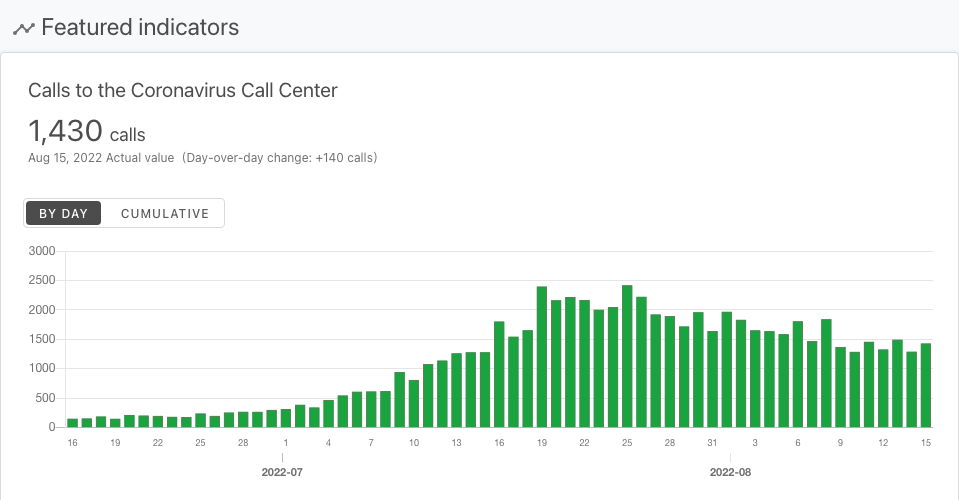 Featured indicators
Calls to the Coronavirus Call Center
1,430 calls
Aug 15, 2022 Actual value (Day-over-day change: +140 calls)
BY DAY CUMULATIVE
3000
2500
2000
1500
1000
500
0
16 19 22 25 28 1 4 7 10 13 16 19 22 25 28 31 3 6 9 12 15
2022-07 2022-08